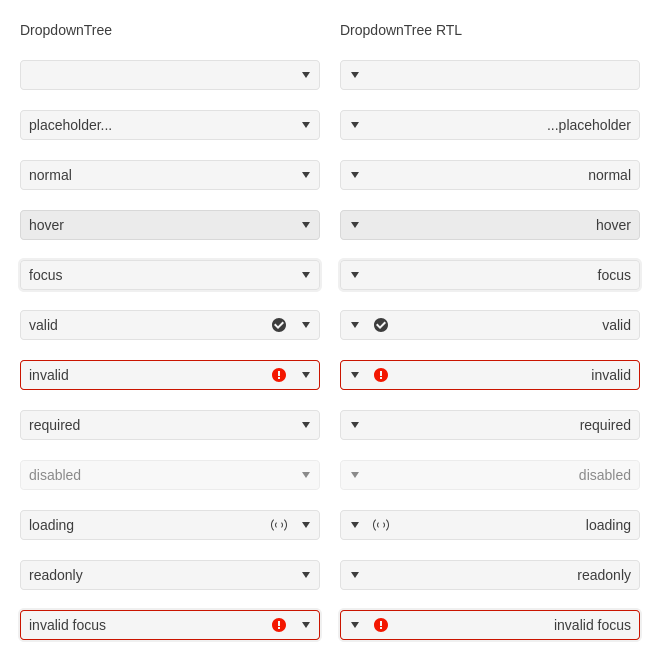 DropdownTree DropdownTree RTL
placeholder... ...placeholder
normal normal
hover hover
focus focus
valid valid
invalid invalid
required required
disabled disabled
loading loading
readonly readonly
invalid focus invalid focus